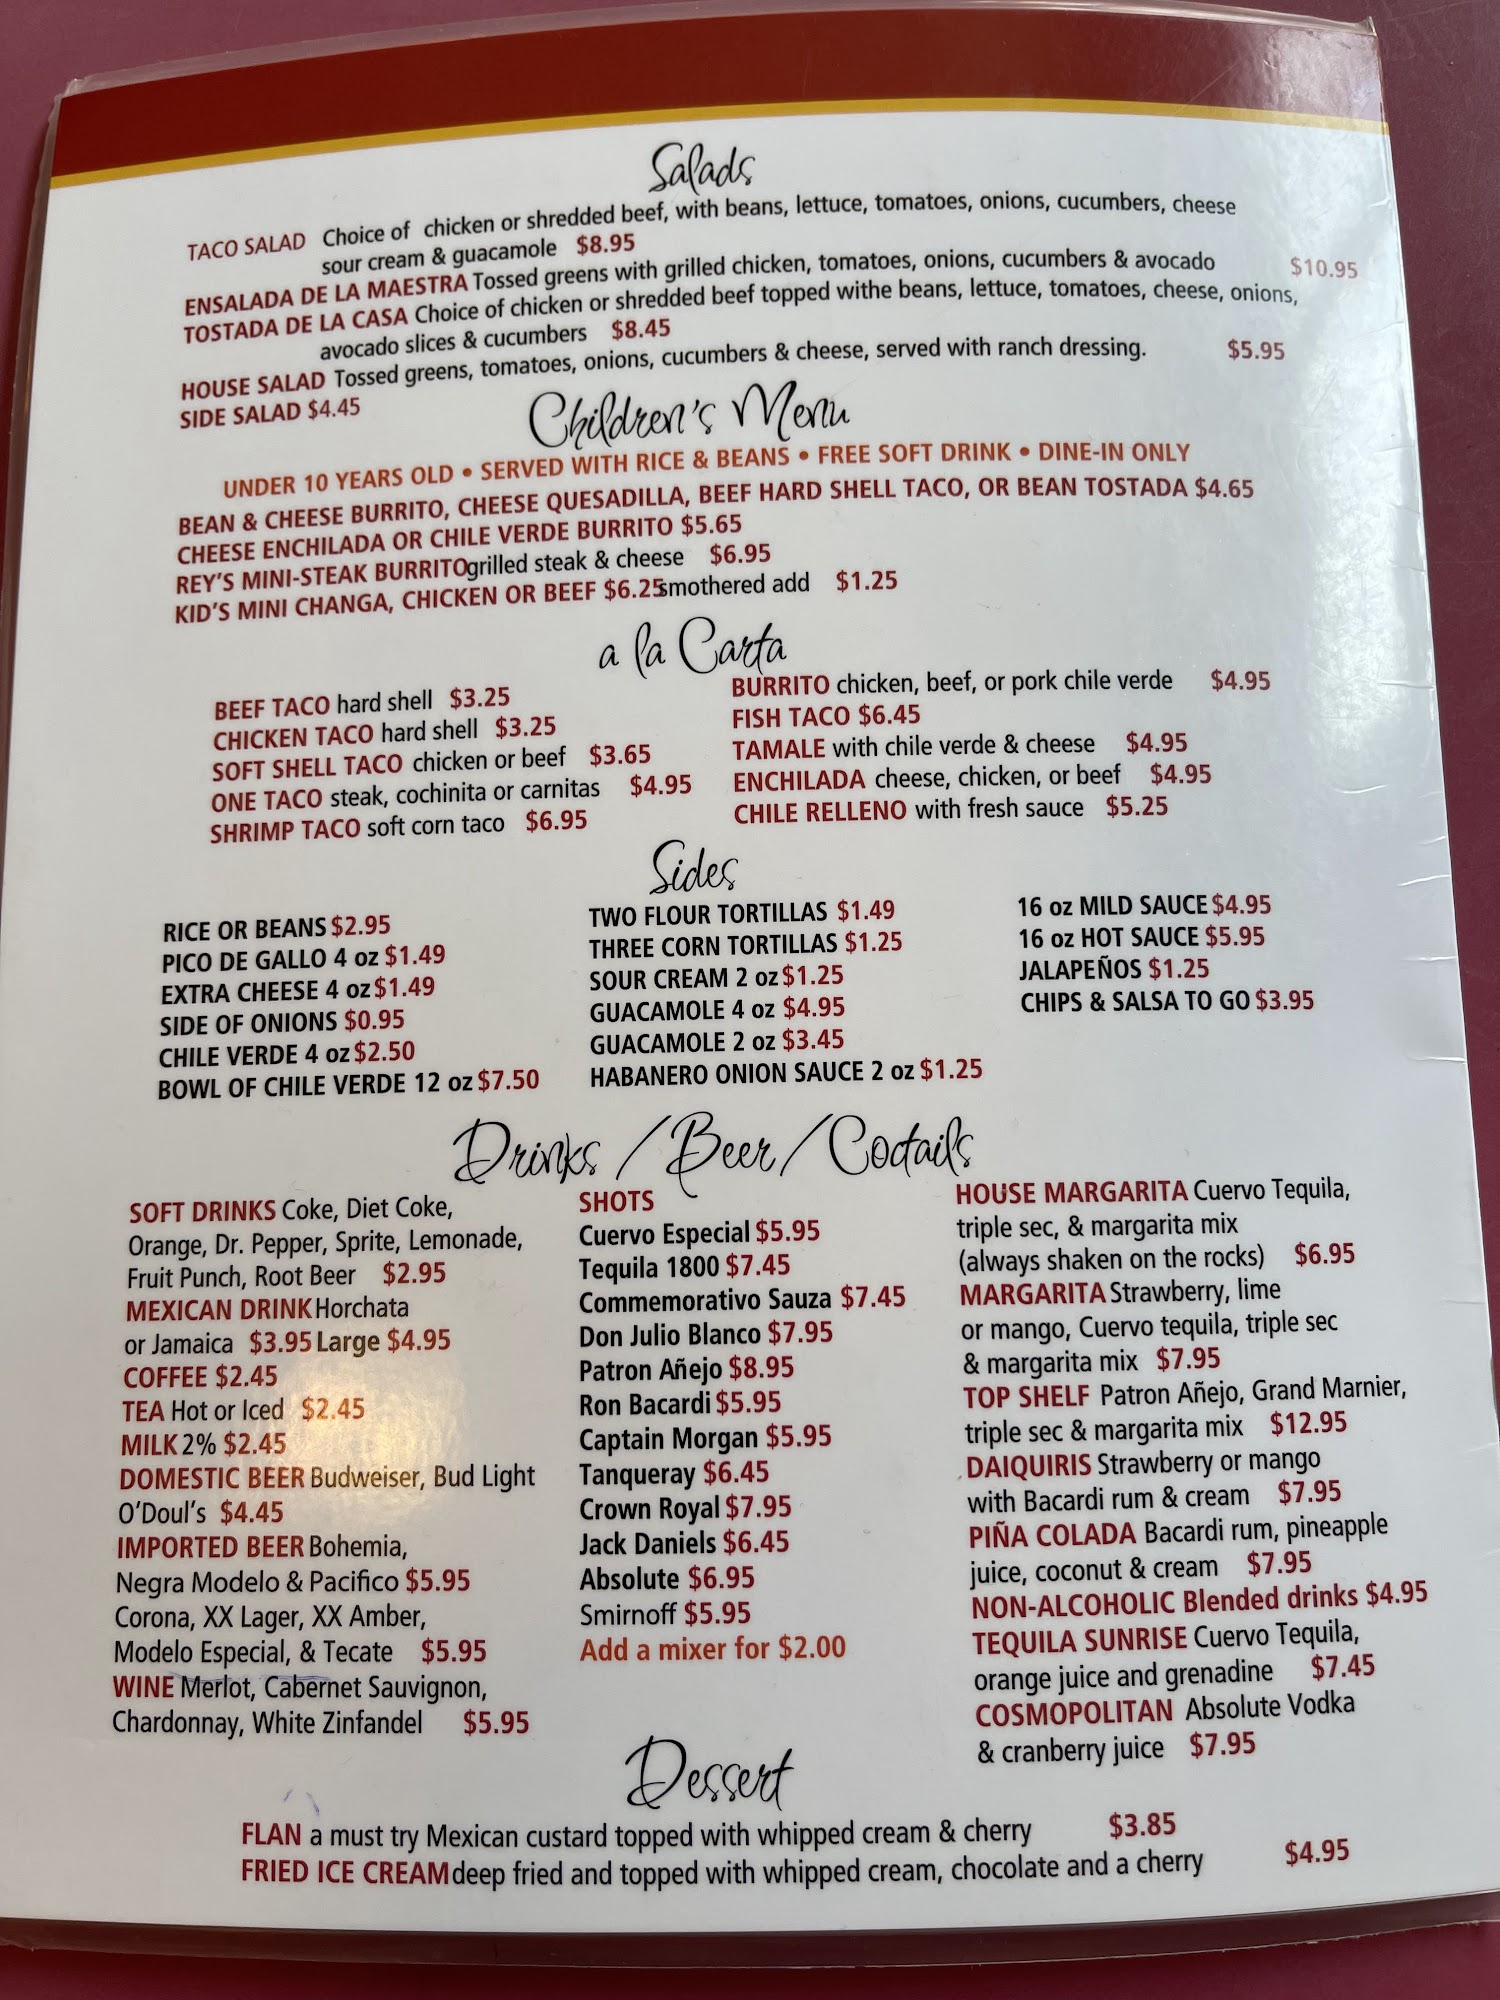 Salads
TACO SALAD Choice of chicken or shredded beef, with beans, lettuce, tomatoes, onions, cucumbers, cheese
sour cream & guacamole $8.95
ENSALADA DE LA MAESTRA Tossed greens with grilled chicken, tomatoes, onions, cucumbers & avocado $10.95
TOSTADA DE LA CASA Choice of chicken or shredded beef topped withe beans, lettuce, tomatoes, cheese, onions,
avocado slices & cucumbers $8.45
HOUSE SALAD Tossed greens, tomatoes, onions, cucumbers & cheese, served with ranch dressing. $5.95
SIDE SALAD $4.45
Children's Menu
UNDER 10 YEARS OLD • SERVED WITH RICE & BEANS • FREE SOFT DRINK • DINE-IN ONLY
BEAN & CHEESE BURRITO, CHEESE QUESADILLA, BEEF HARD SHELL TACO, OR BEAN TOSTADA $4.65
CHEESE ENCHILADA OR CHILE VERDE BURRITO $5.65
REY'S MINI-STEAK BURRITO grilled steak & cheese $6.95
KID'S MINI CHANGA, CHICKEN OR BEEF $6.25 smothered add $1.25
a la Carta
BEEF TACO hard shell $3.25
CHICKEN TACO hard shell $3.25
SOFT SHELL TACO chicken or beef $3.65
ONE TACO steak, cochinita or carnitas $4.95
SHRIMP TACO soft corn taco $6.95
BURRITO chicken, beef, or pork chile verde $4.95
FISH TACO $6.45
TAMALE with chile verde & cheese $4.95
ENCHILADA cheese, chicken, or beef $4.95
CHILE RELLENO with fresh sauce $5.25
Sides
RICE OR BEANS $2.95
PICO DE GALLO 4 oz $1.49
EXTRA CHEESE 4 oz $1.49
SIDE OF ONIONS $0.95
CHILE VERDE 4 oz $2.50
BOWL OF CHILE VERDE 12 oz $7.50
TWO FLOUR TORTILLAS $1.49
THREE CORN TORTILLAS $1.25
SOUR CREAM 2 oz $1.25
GUACAMOLE 4 oz $4.95
GUACAMOLE 2 oz $3.45
HABANERO ONION SAUCE 2 oz $1.25
16 oz MILD SAUCE $4.95
16 oz HOT SAUCE $5.95
JALAPEÑOS $1.25
CHIPS & SALSA TO GO $3.95
Drinks / Beer / Coctails
SOFT DRINKS Coke, Diet Coke,
Orange, Dr. Pepper, Sprite, Lemonade,
Fruit Punch, Root Beer $2.95
MEXICAN DRINK Horchata
or Jamaica $3.95 Large $4.95
COFFEE $2.45
TEA Hot or Iced $2.45
MILK 2% $2.45
DOMESTIC BEER Budweiser, Bud Light
O'Doul's $4.45
IMPORTED BEER Bohemia,
Negra Modelo & Pacifico $5.95
Corona, XX Lager, XX Amber,
Modelo Especial, & Tecate $5.95
WINE Merlot, Cabernet Sauvignon,
Chardonnay, White Zinfandel $5.95
SHOTS
Cuervo Especial $5.95
Tequila 1800 $7.45
Commemorativo Sauza $7.45
Don Julio Blanco $7.95
Patron Añejo $8.95
Ron Bacardi $5.95
Captain Morgan $5.95
Tanqueray $6.45
Crown Royal $7.95
Jack Daniels $6.45
Absolute $6.95
Smirnoff $5.95
Add a mixer for $2.00
HOUSE MARGARITA Cuervo Tequila,
triple sec, & margarita mix
(always shaken on the rocks) $6.95
MARGARITA Strawberry, lime
or mango, Cuervo tequila, triple sec
& margarita mix $7.95
TOP SHELF Patron Añejo, Grand Marnier,
triple sec & margarita mix $12.95
DAIQUIRIS Strawberry or mango
with Bacardi rum & cream $7.95
PIÑA COLADA Bacardi rum, pineapple
juice, coconut & cream $7.95
NON-ALCOHOLIC Blended drinks $4.95
TEQUILA SUNRISE Cuervo Tequila,
orange juice and grenadine $7.45
COSMOPOLITAN Absolute Vodka
& cranberry juice $7.95
Dessert
FLAN a must try Mexican custard topped with whipped cream & cherry $3.85
FRIED ICE CREAM deep fried and topped with whipped cream, chocolate and a cherry $4.95